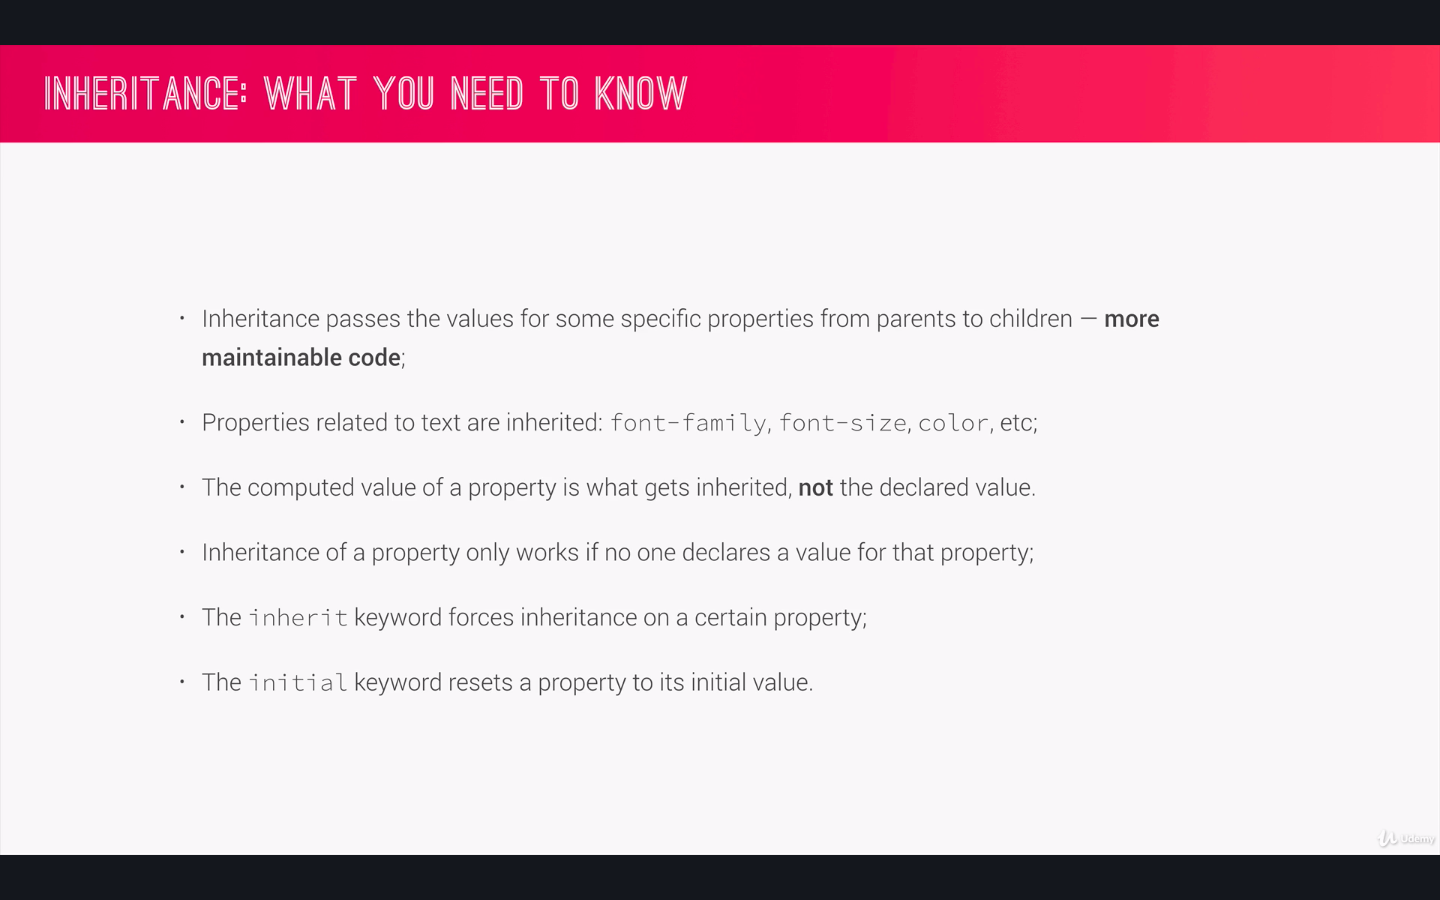 INHERITANCE: WHAT YOU NEED TO KNOW
• Inheritance passes the values for some specific properties from parents to children — more
maintainable code;
• Properties related to text are inherited: font-family, font-size, color, etc;
• The computed value of a property is what gets inherited, not the declared value.
• Inheritance of a property only works if no one declares a value for that property;
• The inherit keyword forces inheritance on a certain property;
• The initial keyword resets a property to its initial value.
Udemy